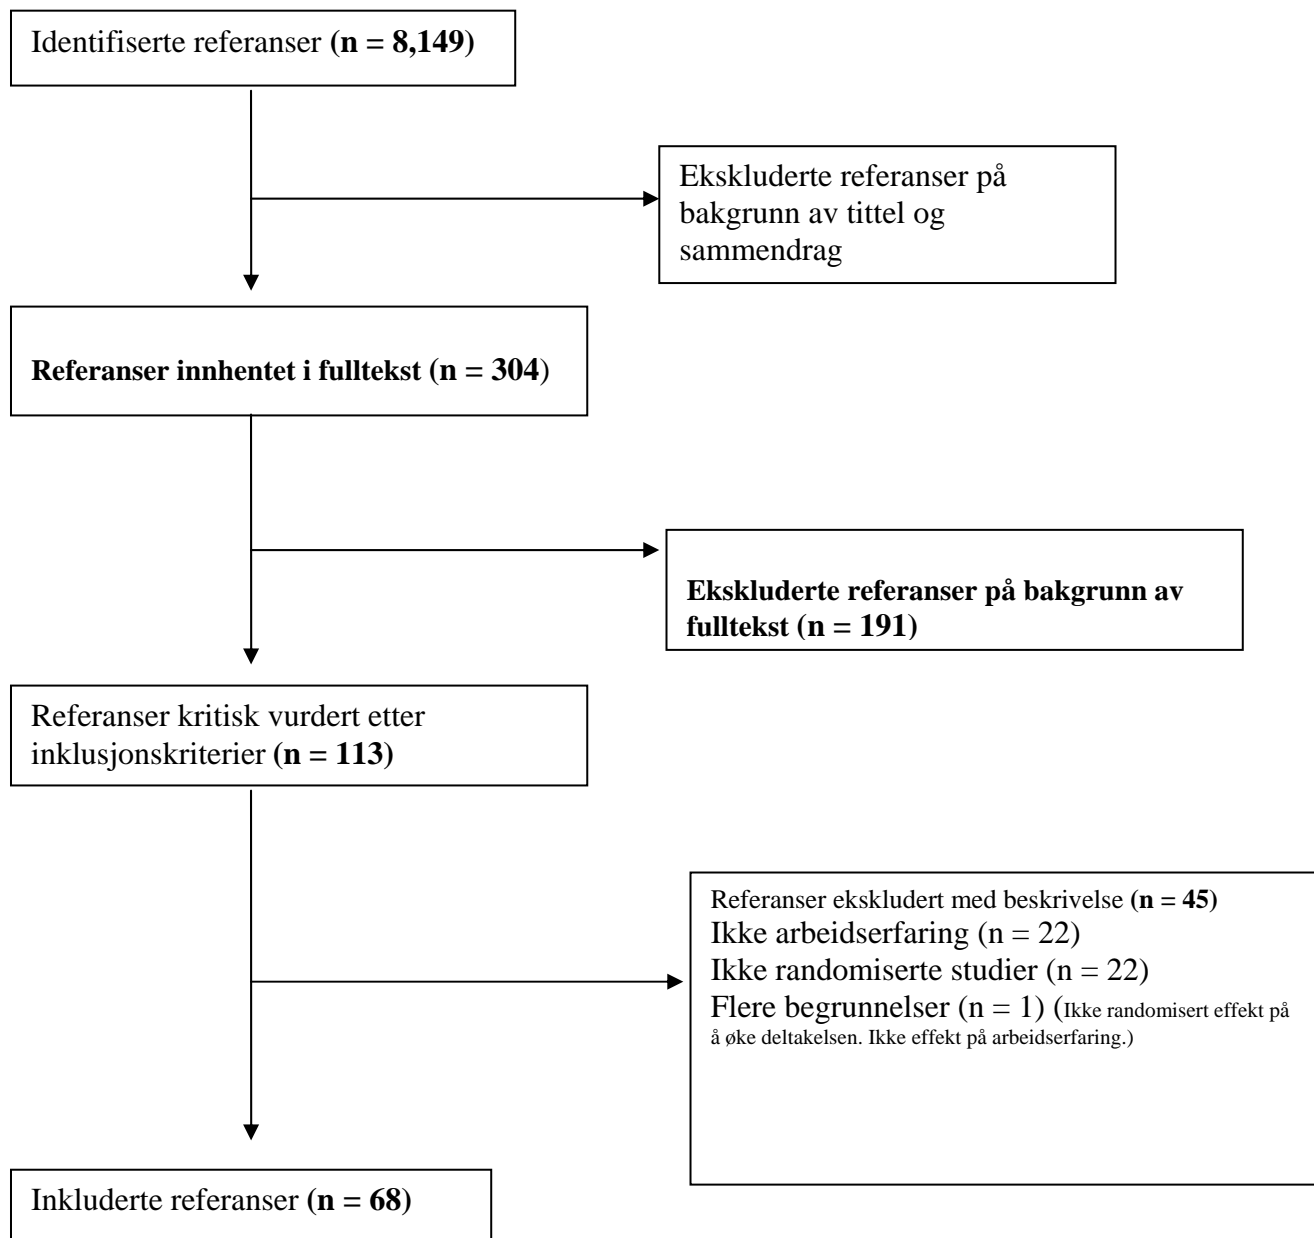 Identifiserte referanser (n = 8,149)
Ekskluderte referanser på
bakgrunn av tittel og
sammendrag
Referanser innhentet i fulltekst (n = 304)
Ekskluderte referanser på bakgrunn av
fulltekst (n = 191)
Referanser kritisk vurdert etter
inklusjonskriterier (n = 113)
Referanser ekskludert med beskrivelse (n = 45)
Ikke arbeidserfaring (n = 22)
Ikke randomiserte studier (n = 22)
Flere begrunnelser (n = 1) (Ikke randomisert effekt på
å øke deltakelsen. Ikke effekt på arbeidserfaring.)
Inkluderte referanser (n = 68)